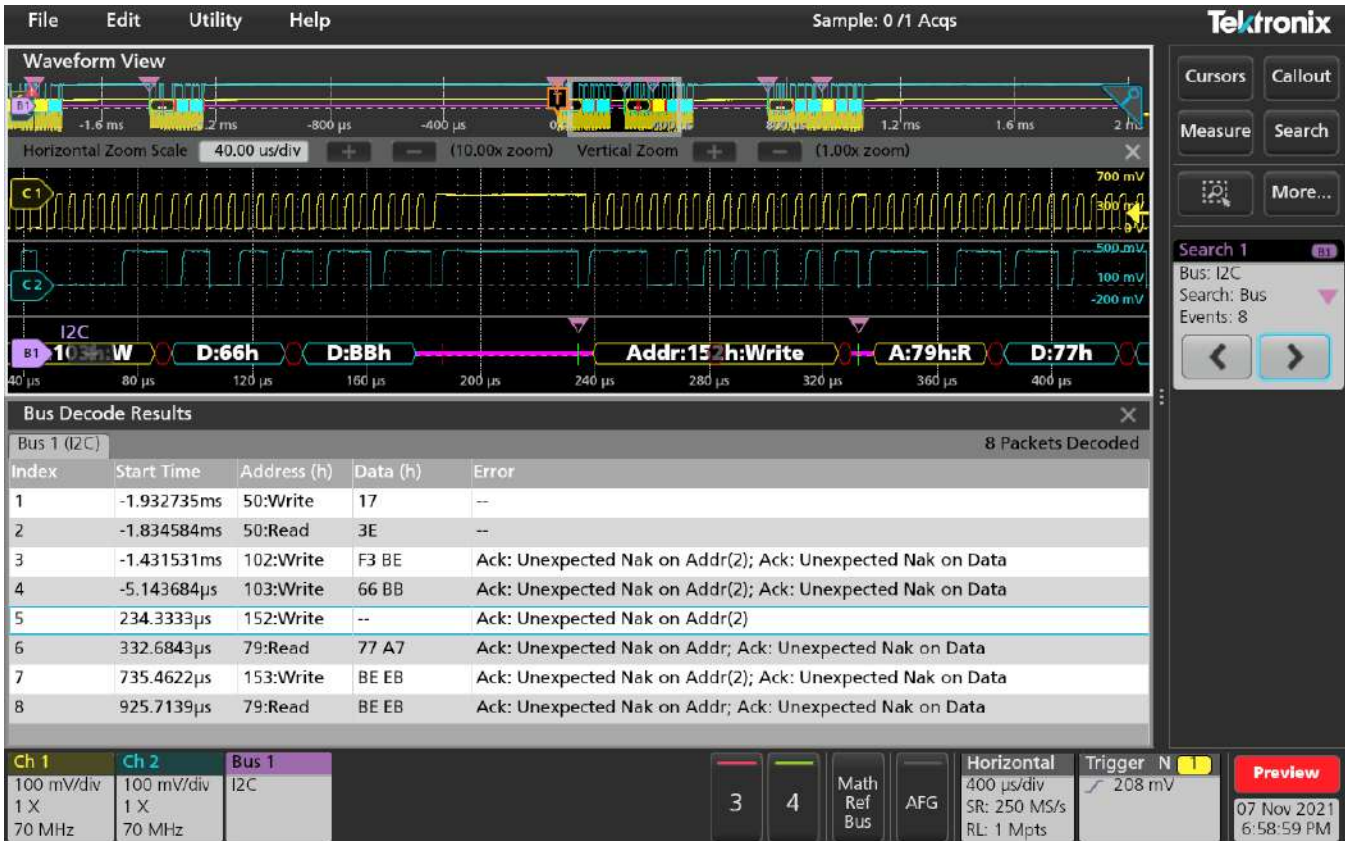 File Edit Utility Help Sample: 0 /1 Acqs Tektronix
Waveform View
Cursors Callout
B1 -1.6 ms -800 µs -400 µs 1.2 ms 1.6 ms
Measure Search
Horizontal Zoom Scale 40.00 us/div + − (10.00x zoom) Vertical Zoom + − (1.00x zoom) ×
C1 700 mV
300 mV
0 V
More...
C2 500 mV
100 mV
-200 mV
Search 1 B1
Bus: I2C
Search: Bus
Events: 8
< >
I2C
B1 103h:W D:66h D:BBh Addr:152h:Write A:79h:R D:77h
40 µs 80 µs 120 µs 160 µs 200 µs 240 µs 280 µs 320 µs 360 µs 400 µs
Bus Decode Results ×
Bus 1 (I2C) 8 Packets Decoded
Index Start Time Address (h) Data (h) Error
1 -1.932735ms 50:Write 17 --
2 -1.834584ms 50:Read 3E --
3 -1.431531ms 102:Write F3 BE Ack: Unexpected Nak on Addr(2); Ack: Unexpected Nak on Data
4 -5.143684µs 103:Write 66 BB Ack: Unexpected Nak on Addr(2); Ack: Unexpected Nak on Data
5 234.3333µs 152:Write -- Ack: Unexpected Nak on Addr(2)
6 332.6843µs 79:Read 77 A7 Ack: Unexpected Nak on Addr; Ack: Unexpected Nak on Data
7 735.4622µs 153:Write BE EB Ack: Unexpected Nak on Addr(2); Ack: Unexpected Nak on Data
8 925.7139µs 79:Read BE EB Ack: Unexpected Nak on Addr; Ack: Unexpected Nak on Data
Ch 1
100 mV/div
1 X
70 MHz
Ch 2
100 mV/div
1 X
70 MHz
Bus 1
I2C
3
4
Math
Ref
Bus
AFG
Horizontal
400 µs/div
SR: 250 MS/s
RL: 1 Mpts
Trigger N 1
208 mV
Preview
07 Nov 2021
6:58:59 PM